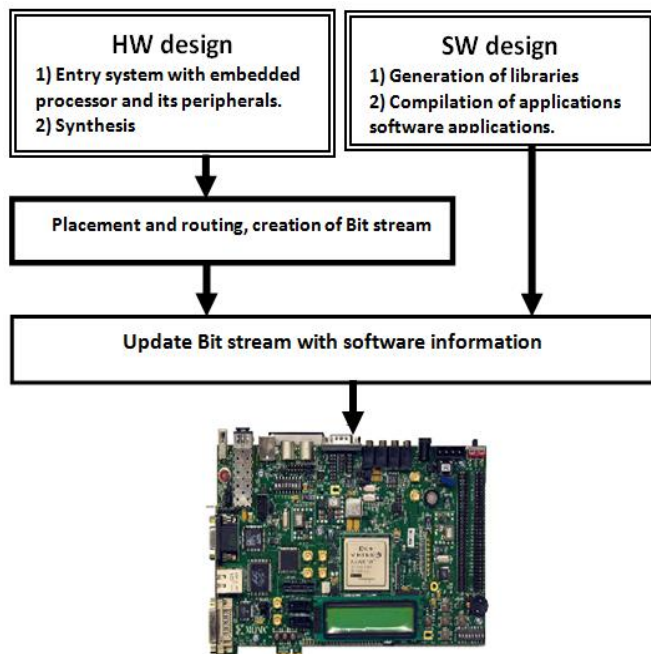 HW design
1) Entry system with embedded
processor and its peripherals.
2) Synthesis
SW design
1) Generation of libraries
2) Compilation of applications
software applications.
Placement and routing, creation of Bit stream
Update Bit stream with software information
XILINX